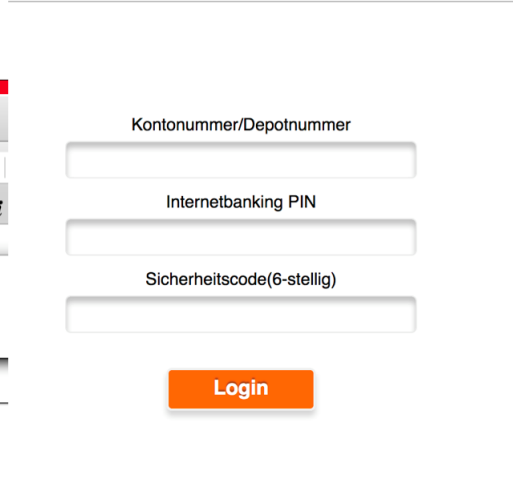 Kontonummer/Depotnummer
Internetbanking PIN
Sicherheitscode(6-stellig)
Login